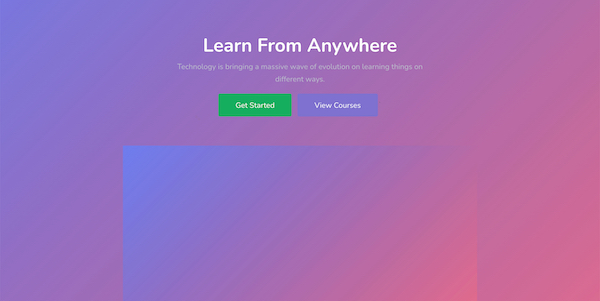 Learn From Anywhere
Technology is bringing a massive wave of evolution on learning things on
different ways.
Get Started
View Courses